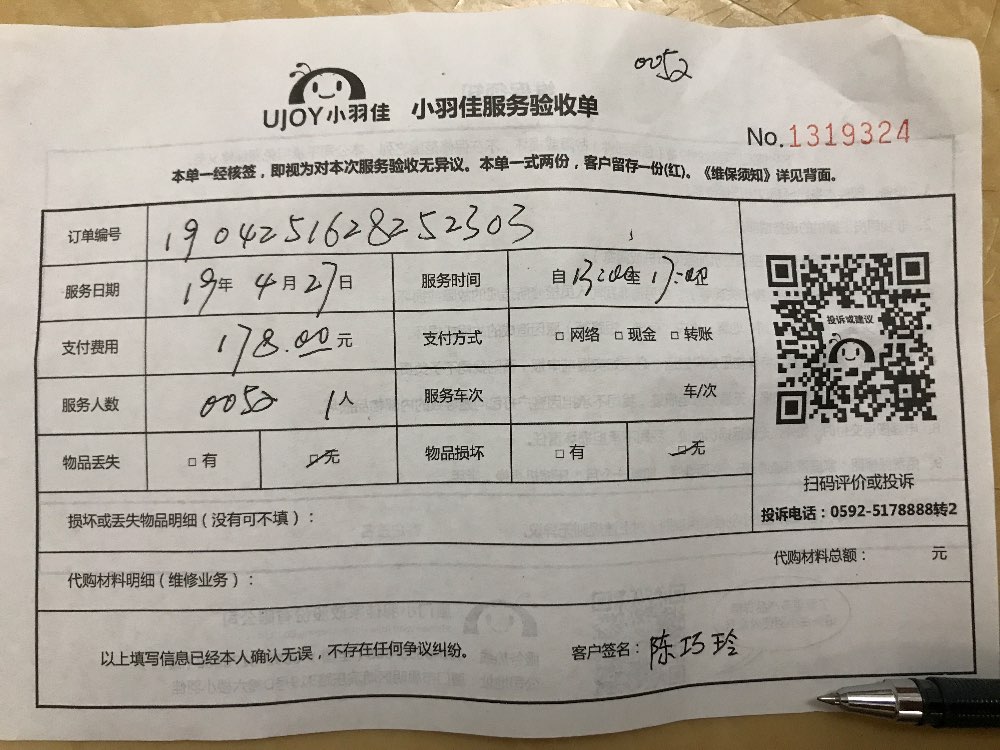 0052
UJOY小羽佳 小羽佳服务验收单
No.1319324
本单一经核签，即视为对本次服务验收无异议。本单一式两份，客户留存一份(红)。《维保须知》详见背面。
订单编号 1904251628252303
服务日期 19年 4月27日 服务时间 自13:00至17:00止
支付费用 178.00元 支付方式 □ 网络 □ 现金 □ 转账
服务人数 0052 1人 服务车次 车/次
物品丢失 □ 有 □ 无 物品损坏 □ 有 □ 无
投诉或建议
扫码评价或投诉
投诉电话：0592-5178888转2
损坏或丢失物品明细（没有可不填）：
代购材料明细（维修业务）： 代购材料总额： 元
以上填写信息已经本人确认无误，不存在任何争议纠纷。 客户签名：陈巧玲